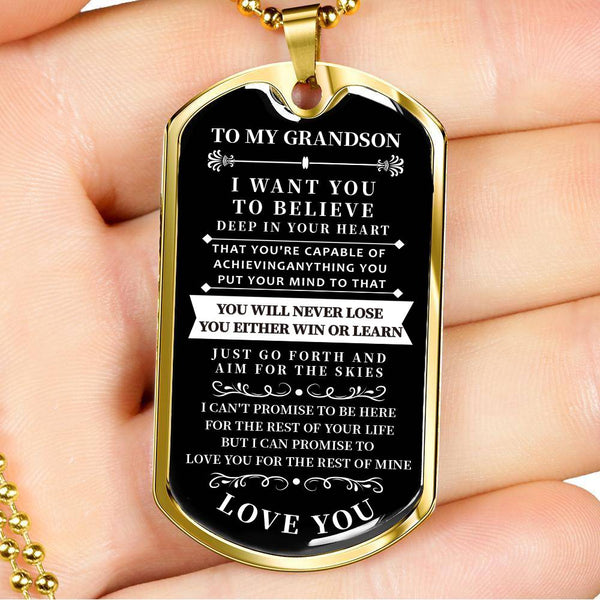 TO MY GRANDSON
I WANT YOU
TO BELIEVE
DEEP IN YOUR HEART
THAT YOU'RE CAPABLE OF
ACHIEVINGANYTHING YOU
PUT YOUR MIND TO THAT
YOU WILL NEVER LOSE
YOU EITHER WIN OR LEARN
JUST GO FORTH AND
AIM FOR THE SKIES
I CAN'T PROMISE TO BE HERE
FOR THE REST OF YOUR LIFE
BUT I CAN PROMISE TO
LOVE YOU FOR THE REST OF MINE
LOVE YOU